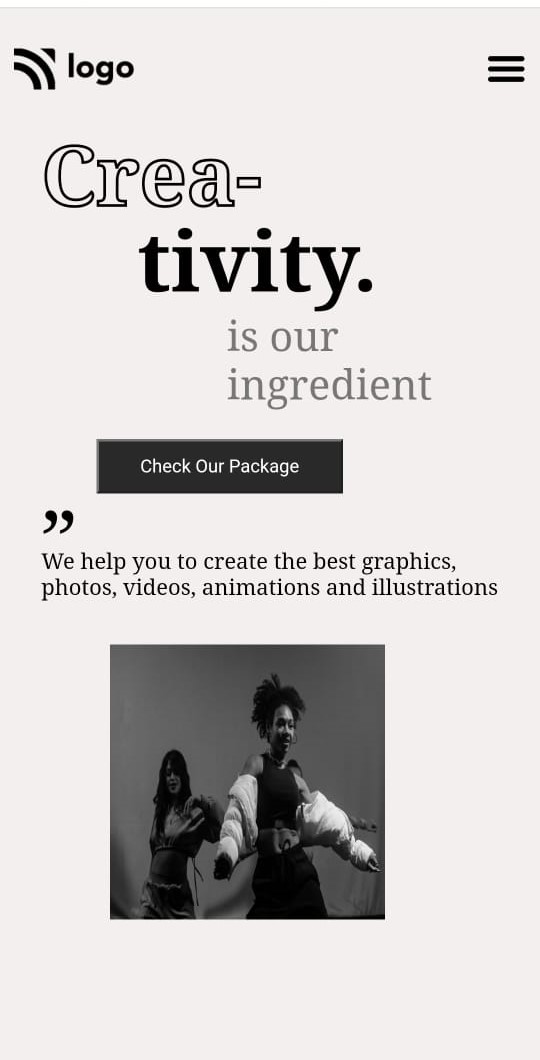 logo
Crea-
tivity.
is our
ingredient
Check Our Package
”
We help you to create the best graphics,
photos, videos, animations and illustrations